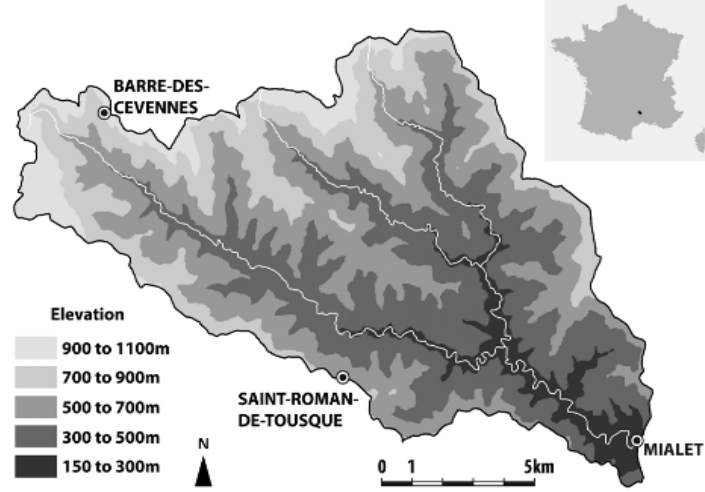 BARRE-DES-
CEVENNES
Elevation
900 to 1100m
700 to 900m
500 to 700m
300 to 500m
150 to 300m
SAINT-ROMAN-
DE-TOUSQUE
N
0 1 5km
MIALET